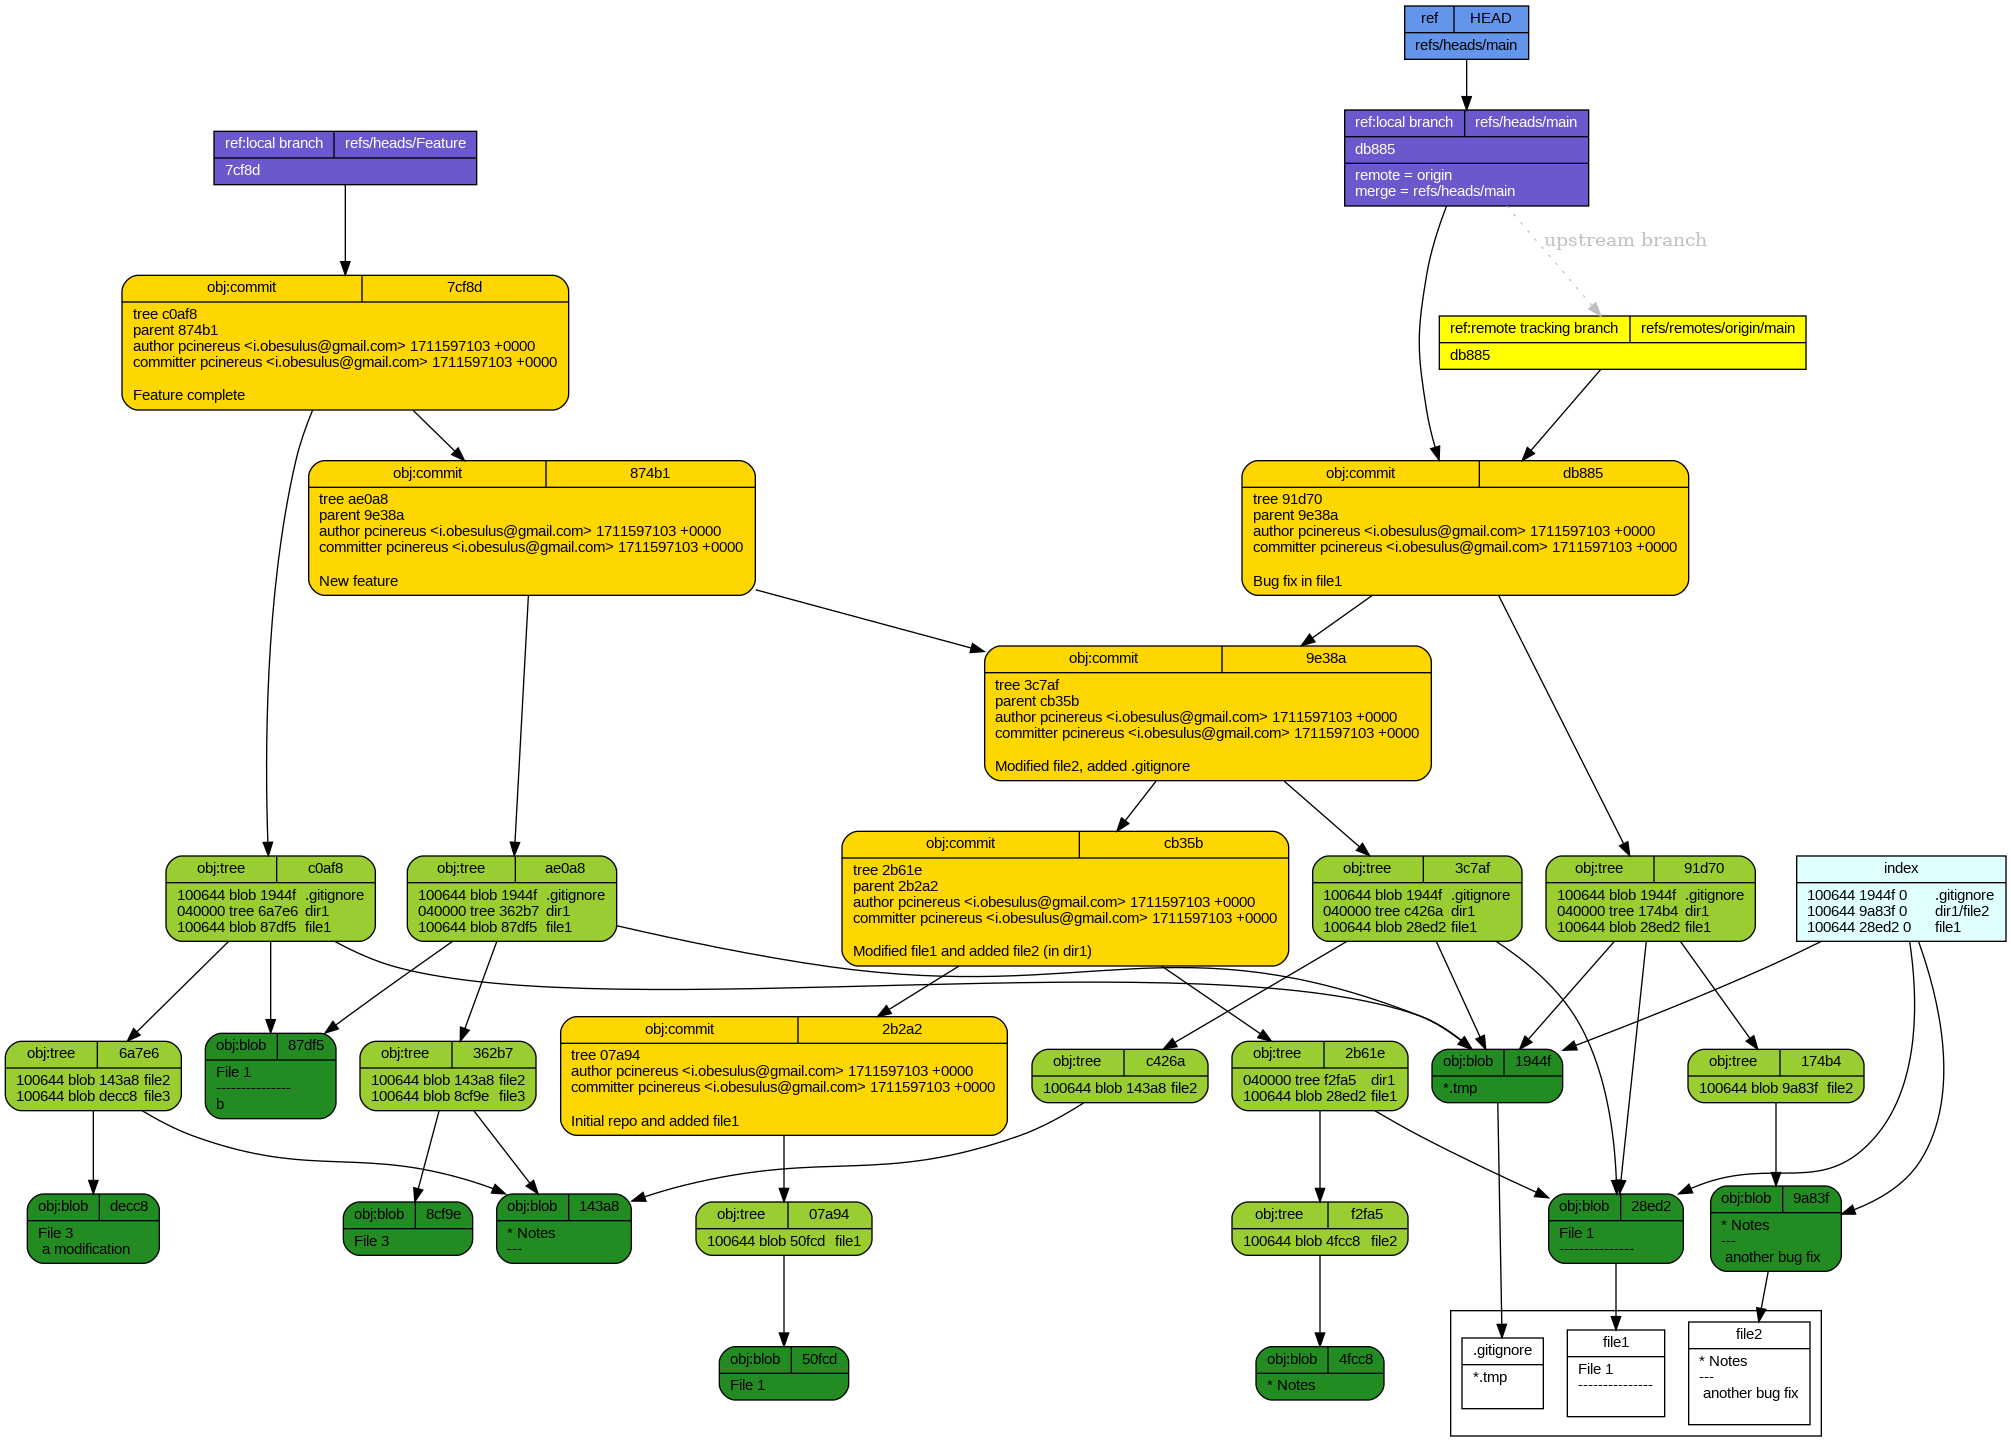 ref HEAD
refs/heads/main
ref:local branch refs/heads/main
db885
remote = origin
merge = refs/heads/main
ref:local branch refs/heads/Feature
7cf8d
upstream branch
obj:commit 7cf8d
tree c0af8
parent 874b1
author pcinereus <i.obesulus@gmail.com> 1711597103 +0000
committer pcinereus <i.obesulus@gmail.com> 1711597103 +0000
Feature complete
ref:remote tracking branch refs/remotes/origin/main
db885
obj:commit 874b1
tree ae0a8
parent 9e38a
author pcinereus <i.obesulus@gmail.com> 1711597103 +0000
committer pcinereus <i.obesulus@gmail.com> 1711597103 +0000
New feature
obj:commit db885
tree 91d70
parent 9e38a
author pcinereus <i.obesulus@gmail.com> 1711597103 +0000
committer pcinereus <i.obesulus@gmail.com> 1711597103 +0000
Bug fix in file1
obj:commit 9e38a
tree 3c7af
parent cb35b
author pcinereus <i.obesulus@gmail.com> 1711597103 +0000
committer pcinereus <i.obesulus@gmail.com> 1711597103 +0000
Modified file2, added .gitignore
obj:tree c0af8
100644 blob 1944f .gitignore
040000 tree 6a7e6 dir1
100644 blob 87df5 file1
obj:tree ae0a8
100644 blob 1944f .gitignore
040000 tree 362b7 dir1
100644 blob 87df5 file1
obj:commit cb35b
tree 2b61e
parent 2b2a2
author pcinereus <i.obesulus@gmail.com> 1711597103 +0000
committer pcinereus <i.obesulus@gmail.com> 1711597103 +0000
Modified file1 and added file2 (in dir1)
obj:tree 3c7af
100644 blob 1944f .gitignore
040000 tree c426a dir1
100644 blob 28ed2 file1
obj:tree 91d70
100644 blob 1944f .gitignore
040000 tree 174b4 dir1
100644 blob 28ed2 file1
index
100644 1944f 0 .gitignore
100644 9a83f 0 dir1/file2
100644 28ed2 0 file1
obj:tree 6a7e6
100644 blob 143a8 file2
100644 blob decc8 file3
obj:blob 87df5
File 1
---------------
b
obj:tree 362b7
100644 blob 143a8 file2
100644 blob 8cf9e file3
obj:commit 2b2a2
tree 07a94
author pcinereus <i.obesulus@gmail.com> 1711597103 +0000
committer pcinereus <i.obesulus@gmail.com> 1711597103 +0000
Initial repo and added file1
obj:tree c426a
100644 blob 143a8 file2
obj:tree 2b61e
040000 tree f2fa5 dir1
100644 blob 28ed2 file1
obj:blob 1944f
*.tmp
obj:tree 174b4
100644 blob 9a83f file2
obj:blob decc8
File 3
a modification
obj:blob 8cf9e
File 3
obj:blob 143a8
* Notes
---
obj:tree 07a94
100644 blob 50fcd file1
obj:tree f2fa5
100644 blob 4fcc8 file2
obj:blob 28ed2
File 1
---------------
obj:blob 9a83f
* Notes
---
another bug fix
obj:blob 50fcd
File 1
obj:blob 4fcc8
* Notes
.gitignore
*.tmp
file1
File 1
---------------
file2
* Notes
---
another bug fix